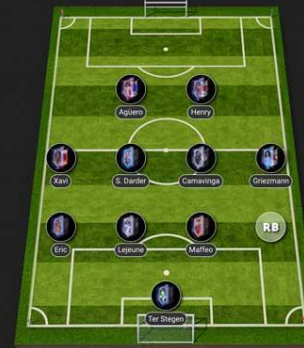 Agüero
Henry
Xavi
S. Darder
Camavinga
Griezmann
RB
Eric
Lejeune
Maffeo
Ter Stegen